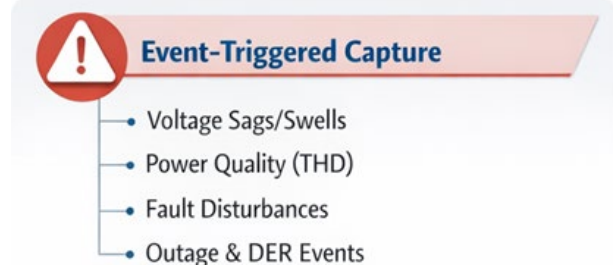 Event-Triggered Capture
Voltage Sags/Swells
Power Quality (THD)
Fault Disturbances
Outage & DER Events